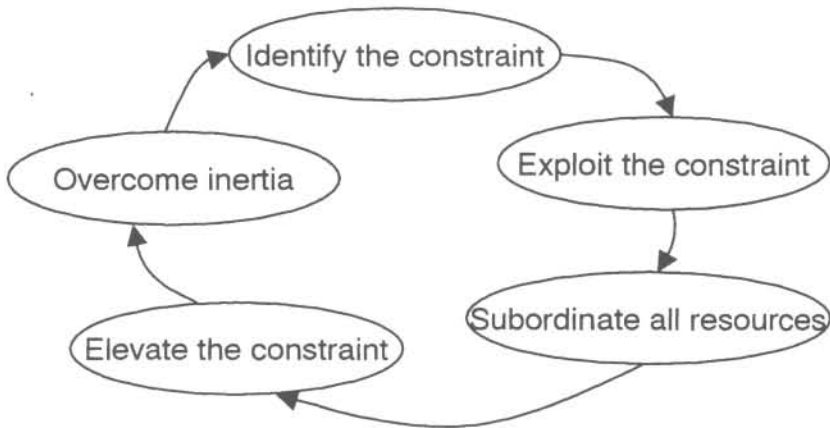 Identify the constraint
Exploit the constraint
Subordinate all resources
Elevate the constraint
Overcome inertia